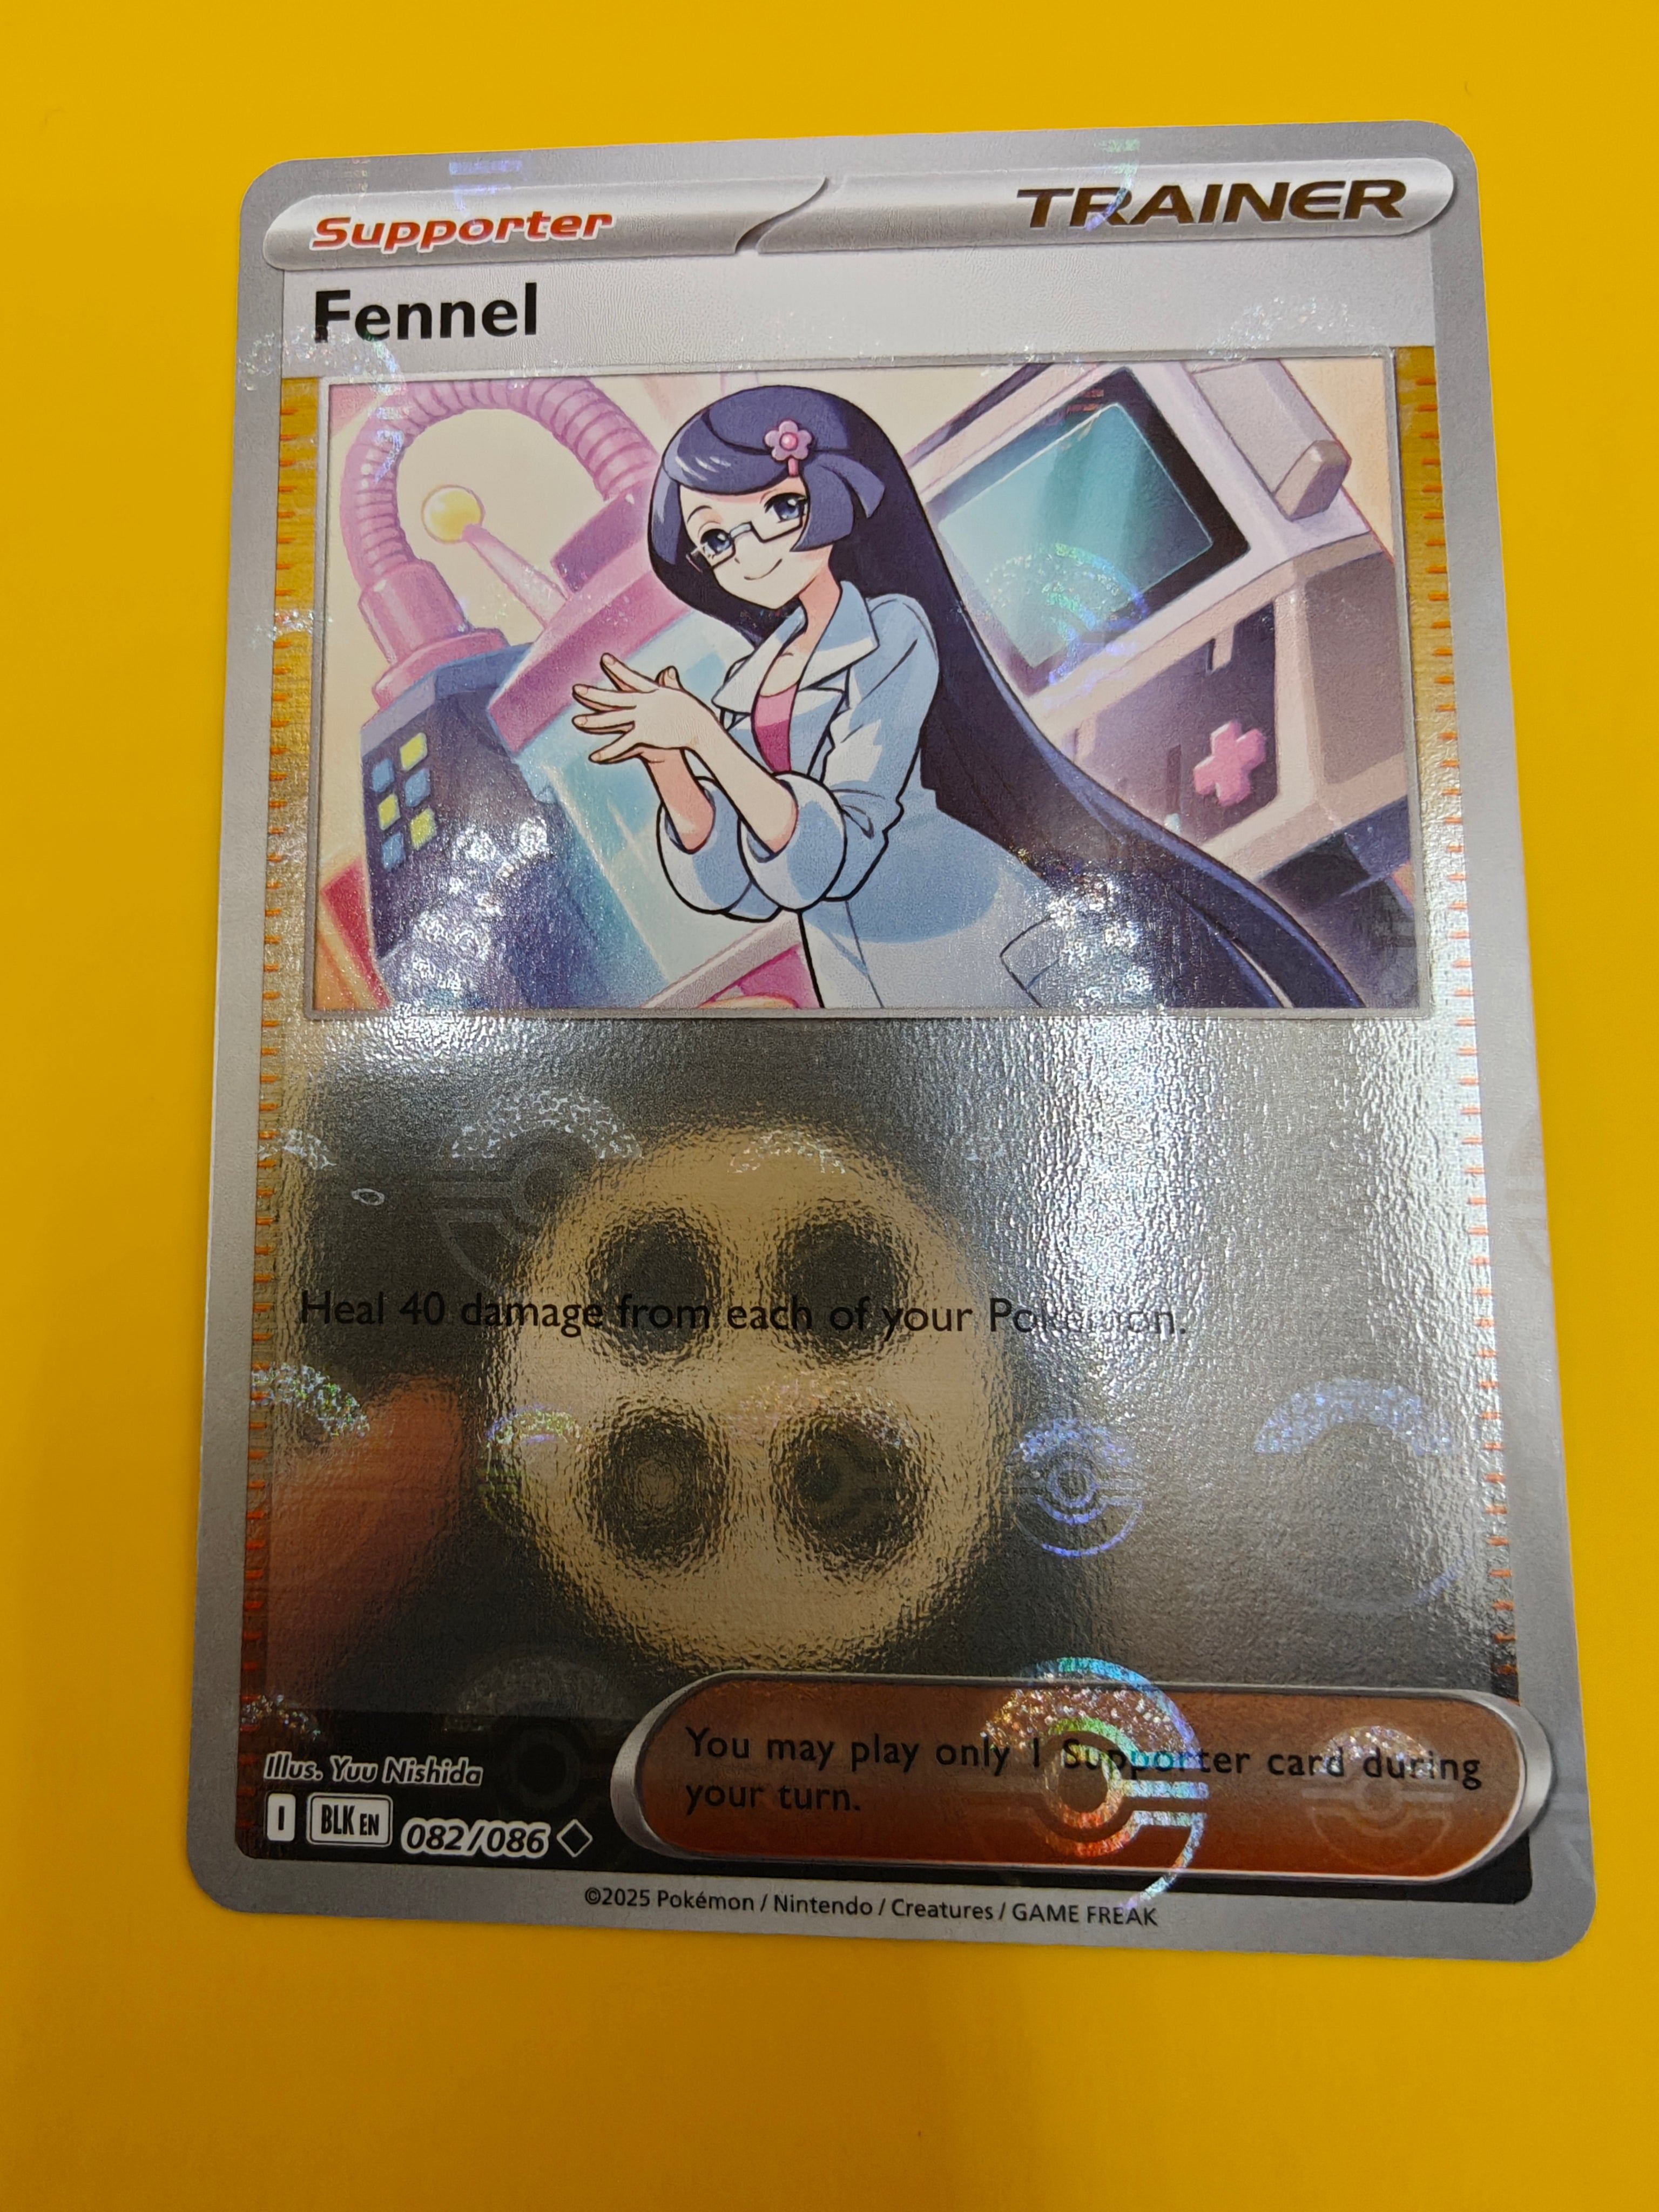 Supporter
TRAINER
Fennel
Heal 40 damage from each of your Pokémon.
You may play only 1 Supporter card during
your turn.
Illus. Yuu Nishida
I BLK EN 082/086
©2025 Pokémon / Nintendo / Creatures / GAME FREAK